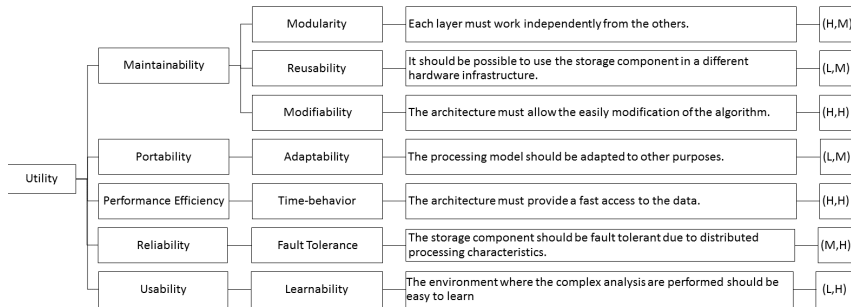 Modularity
Each layer must work independently from the others.
(H,M)
Maintainability
Reusability
It should be possible to use the storage component in a different
hardware infrastructure.
(L,M)
Modifiability
The architecture must allow the easily modification of the algorithm.
(H,H)
Utility
Portability
Adaptability
The processing model should be adapted to other purposes.
(L,M)
Performance Efficiency
Time-behavior
The architecture must provide a fast access to the data.
(H,H)
Reliability
Fault Tolerance
The storage component should be fault tolerant due to distributed
processing characteristics.
(M,H)
Usability
Learnability
The environment where the complex analysis are performed should be
easy to learn
(L,H)